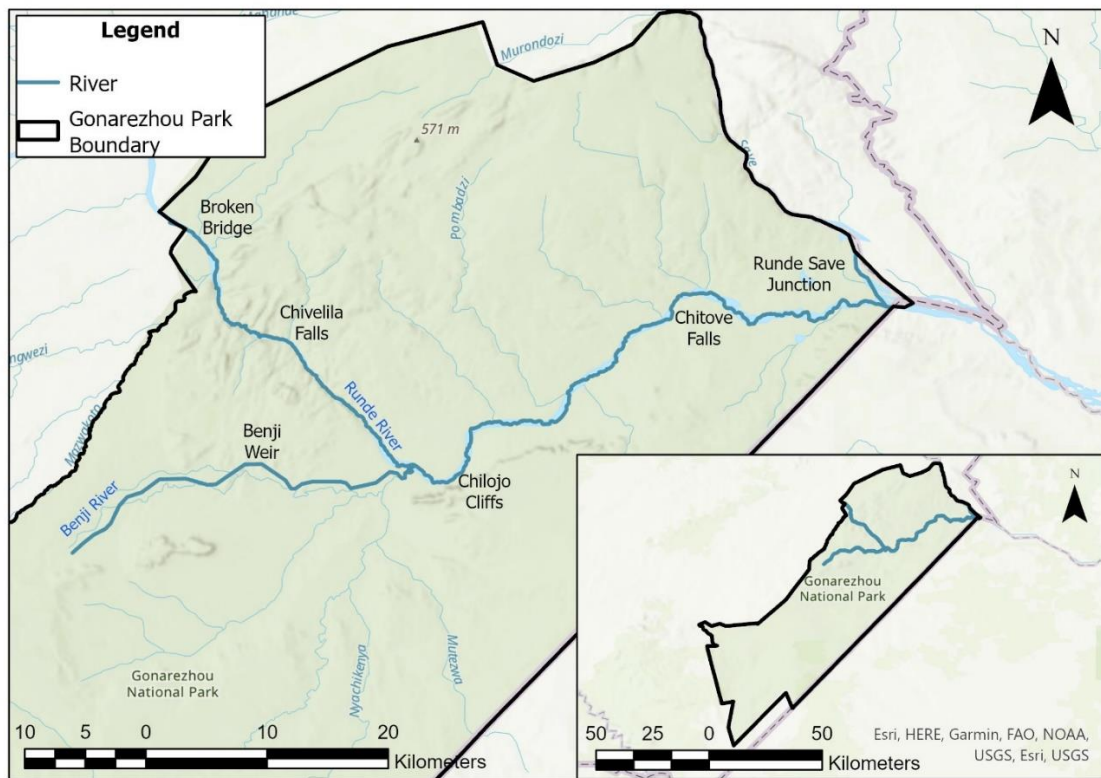 Legend
River
Gonarezhou Park
Boundary
Murondozi
N
571 m
Save
Broken
Bridge
Pombadzi
Runde Save
Junction
Chivelila
Falls
Chitove
Falls
Runde River
Benji
Weir
Chilojo
Cliffs
Benji River
Gonarezhou
National Park
Nyachikenya
Mutezwa
10 5 0 10 20
Kilometers
N
Gonarezhou
National Park
50 25 0 50
Kilometers
Esri, HERE, Garmin, FAO, NOAA,
USGS, Esri, USGS